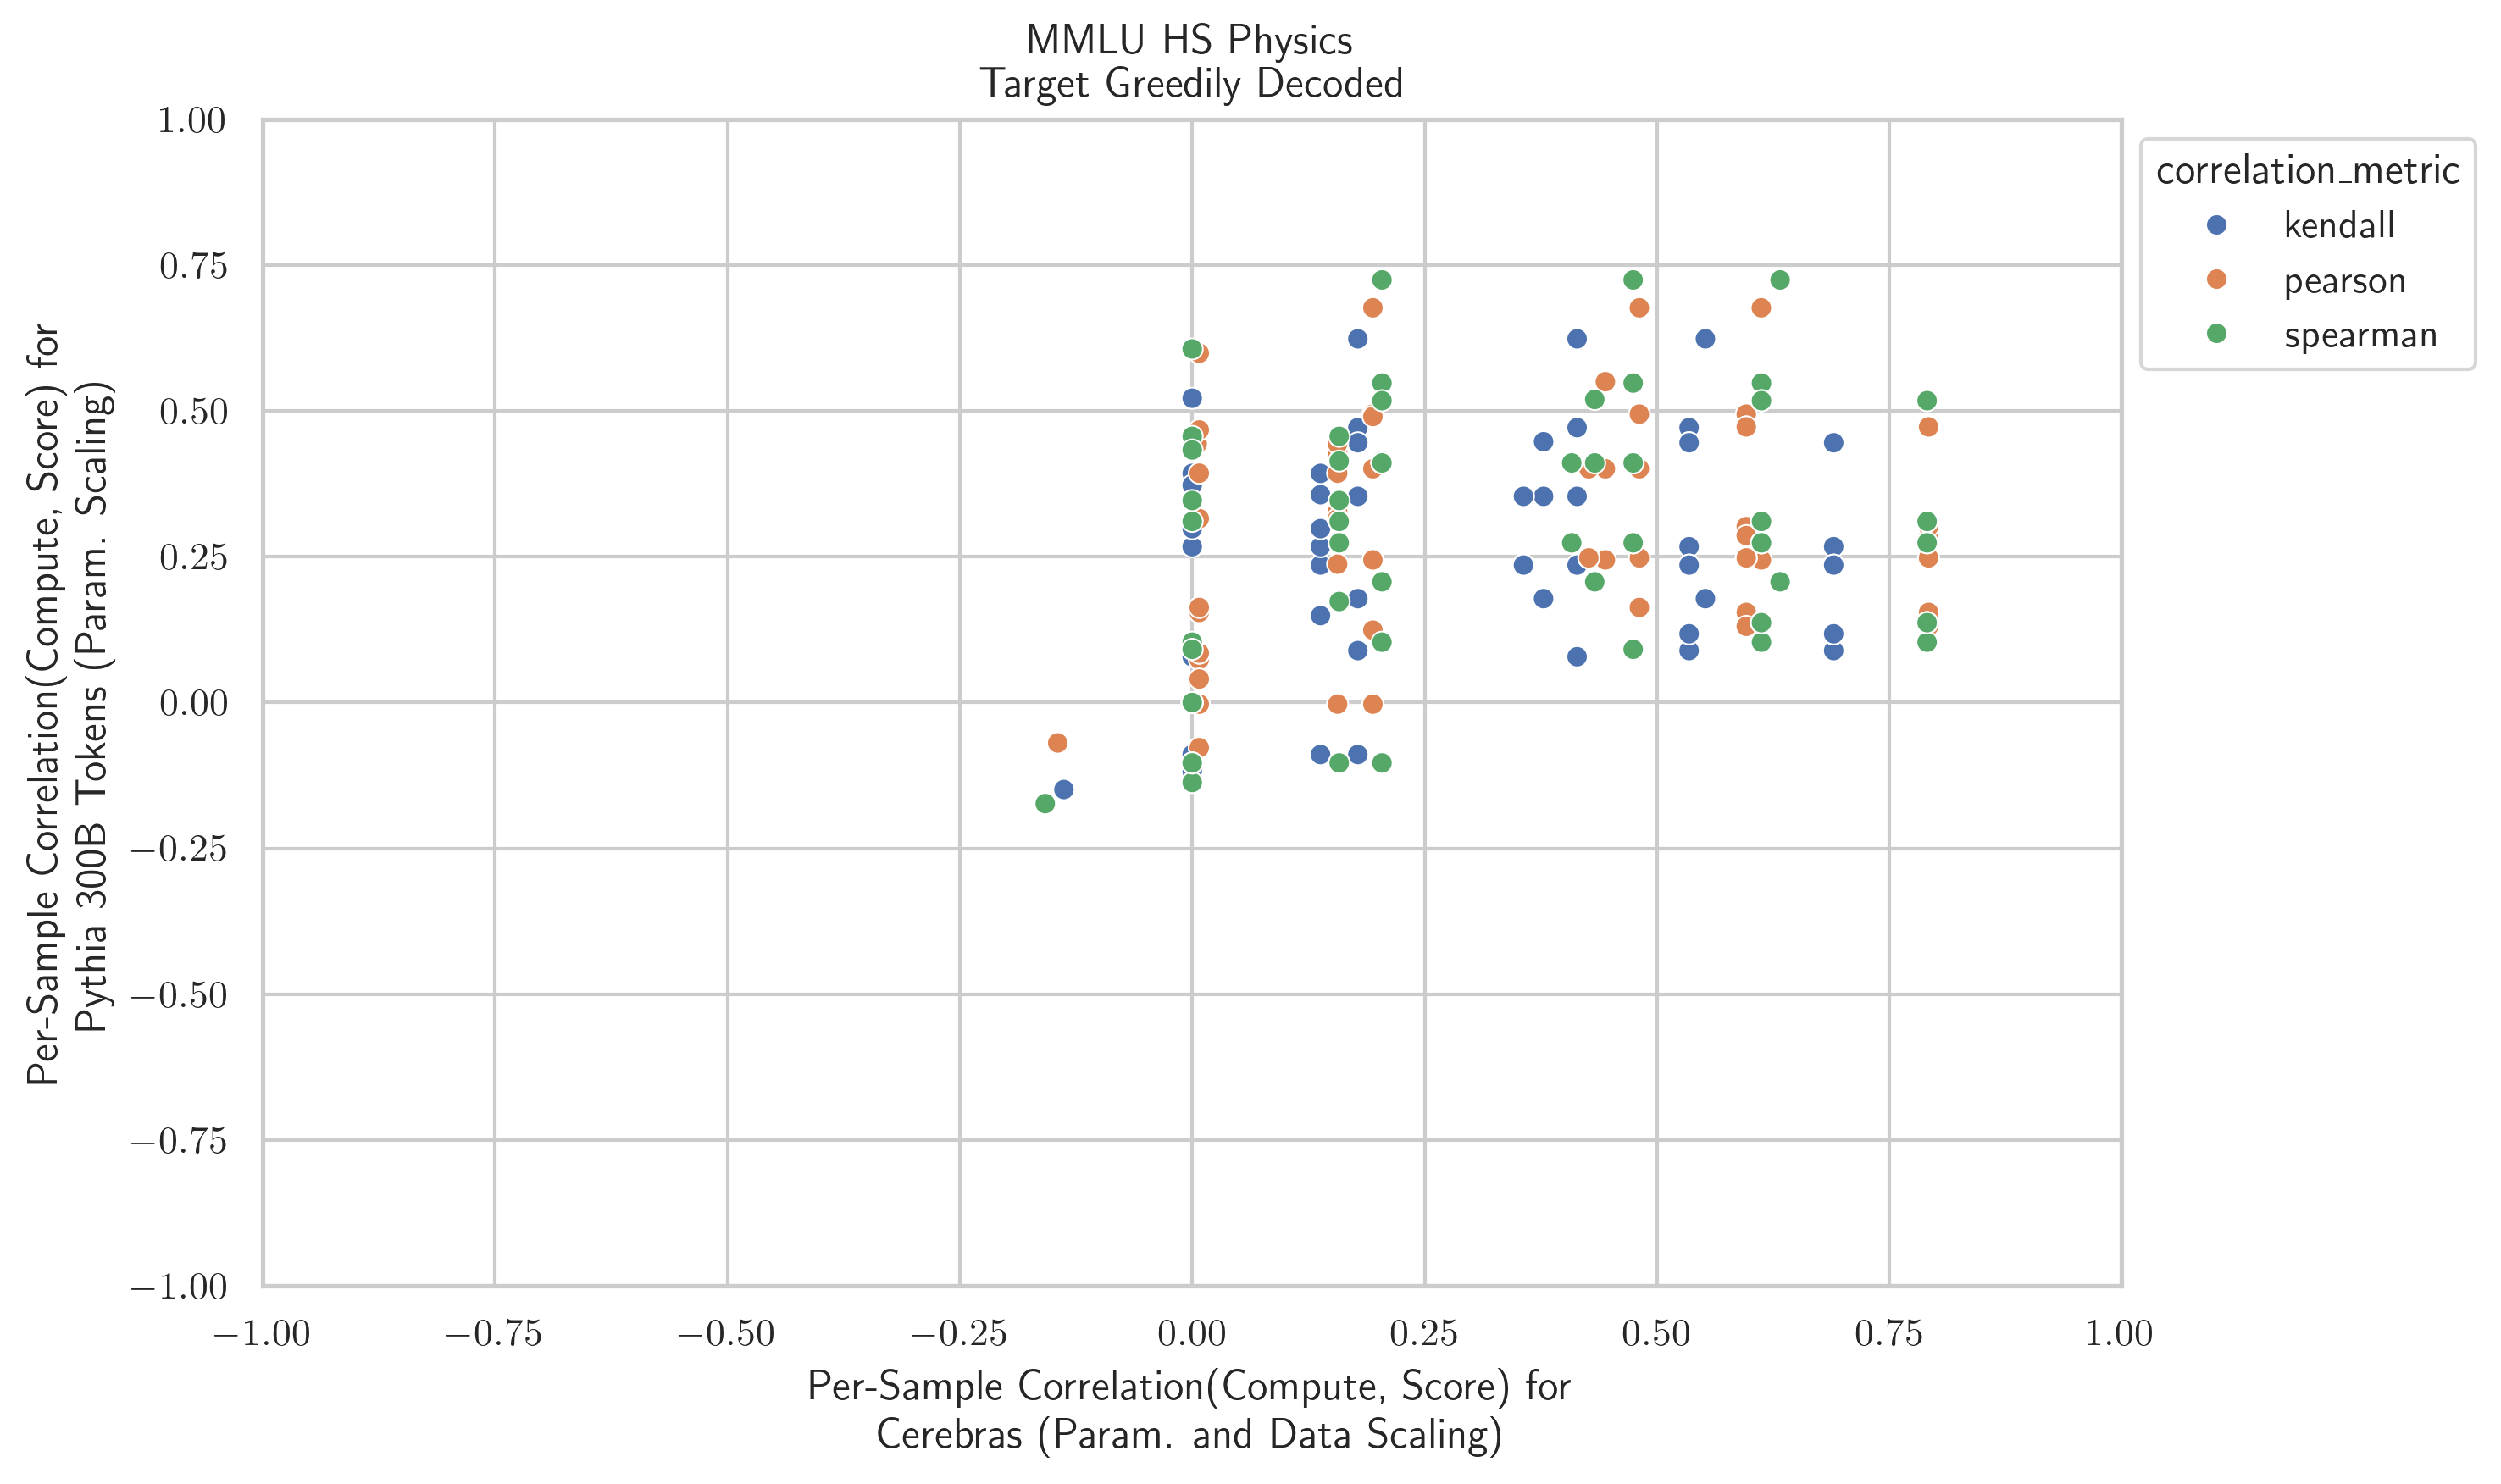 MMLU HS Physics
Target Greedily Decoded
1.00
0.75
0.50
0.25
0.00
−0.25
−0.50
−0.75
−1.00
Per-Sample Correlation(Compute, Score) for
Pythia 300B Tokens (Param. Scaling)
correlation_metric
kendall
pearson
spearman
−1.00
−0.75
−0.50
−0.25
0.00
0.25
0.50
0.75
1.00
Per-Sample Correlation(Compute, Score) for
Cerebras (Param. and Data Scaling)